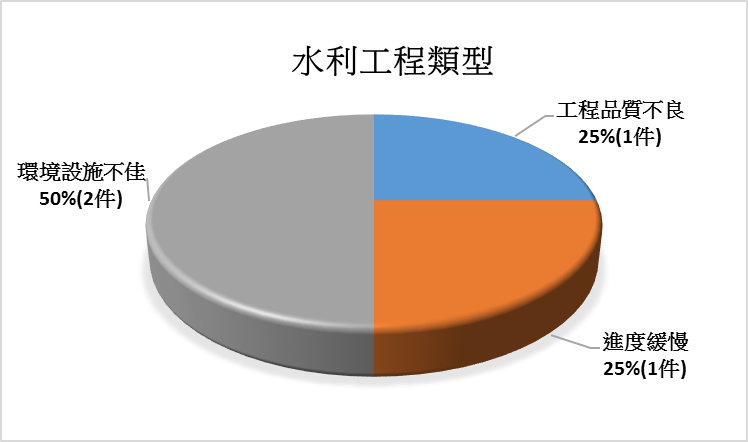 水利工程類型
工程品質不良
25%(1件)
環境設施不佳
50%(2件)
進度緩慢
25%(1件)